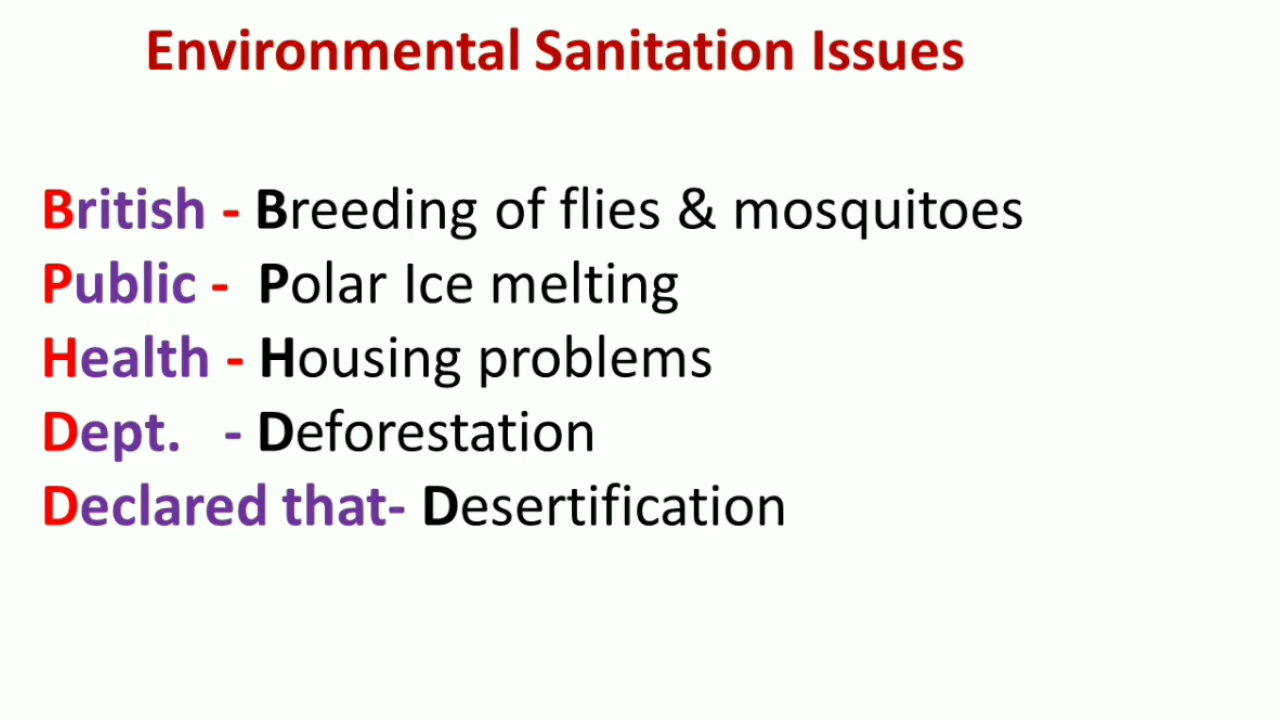 Environmental Sanitation Issues
British - Breeding of flies & mosquitoes
Public - Polar Ice melting
Health - Housing problems
Dept. - Deforestation
Declared that- Desertification